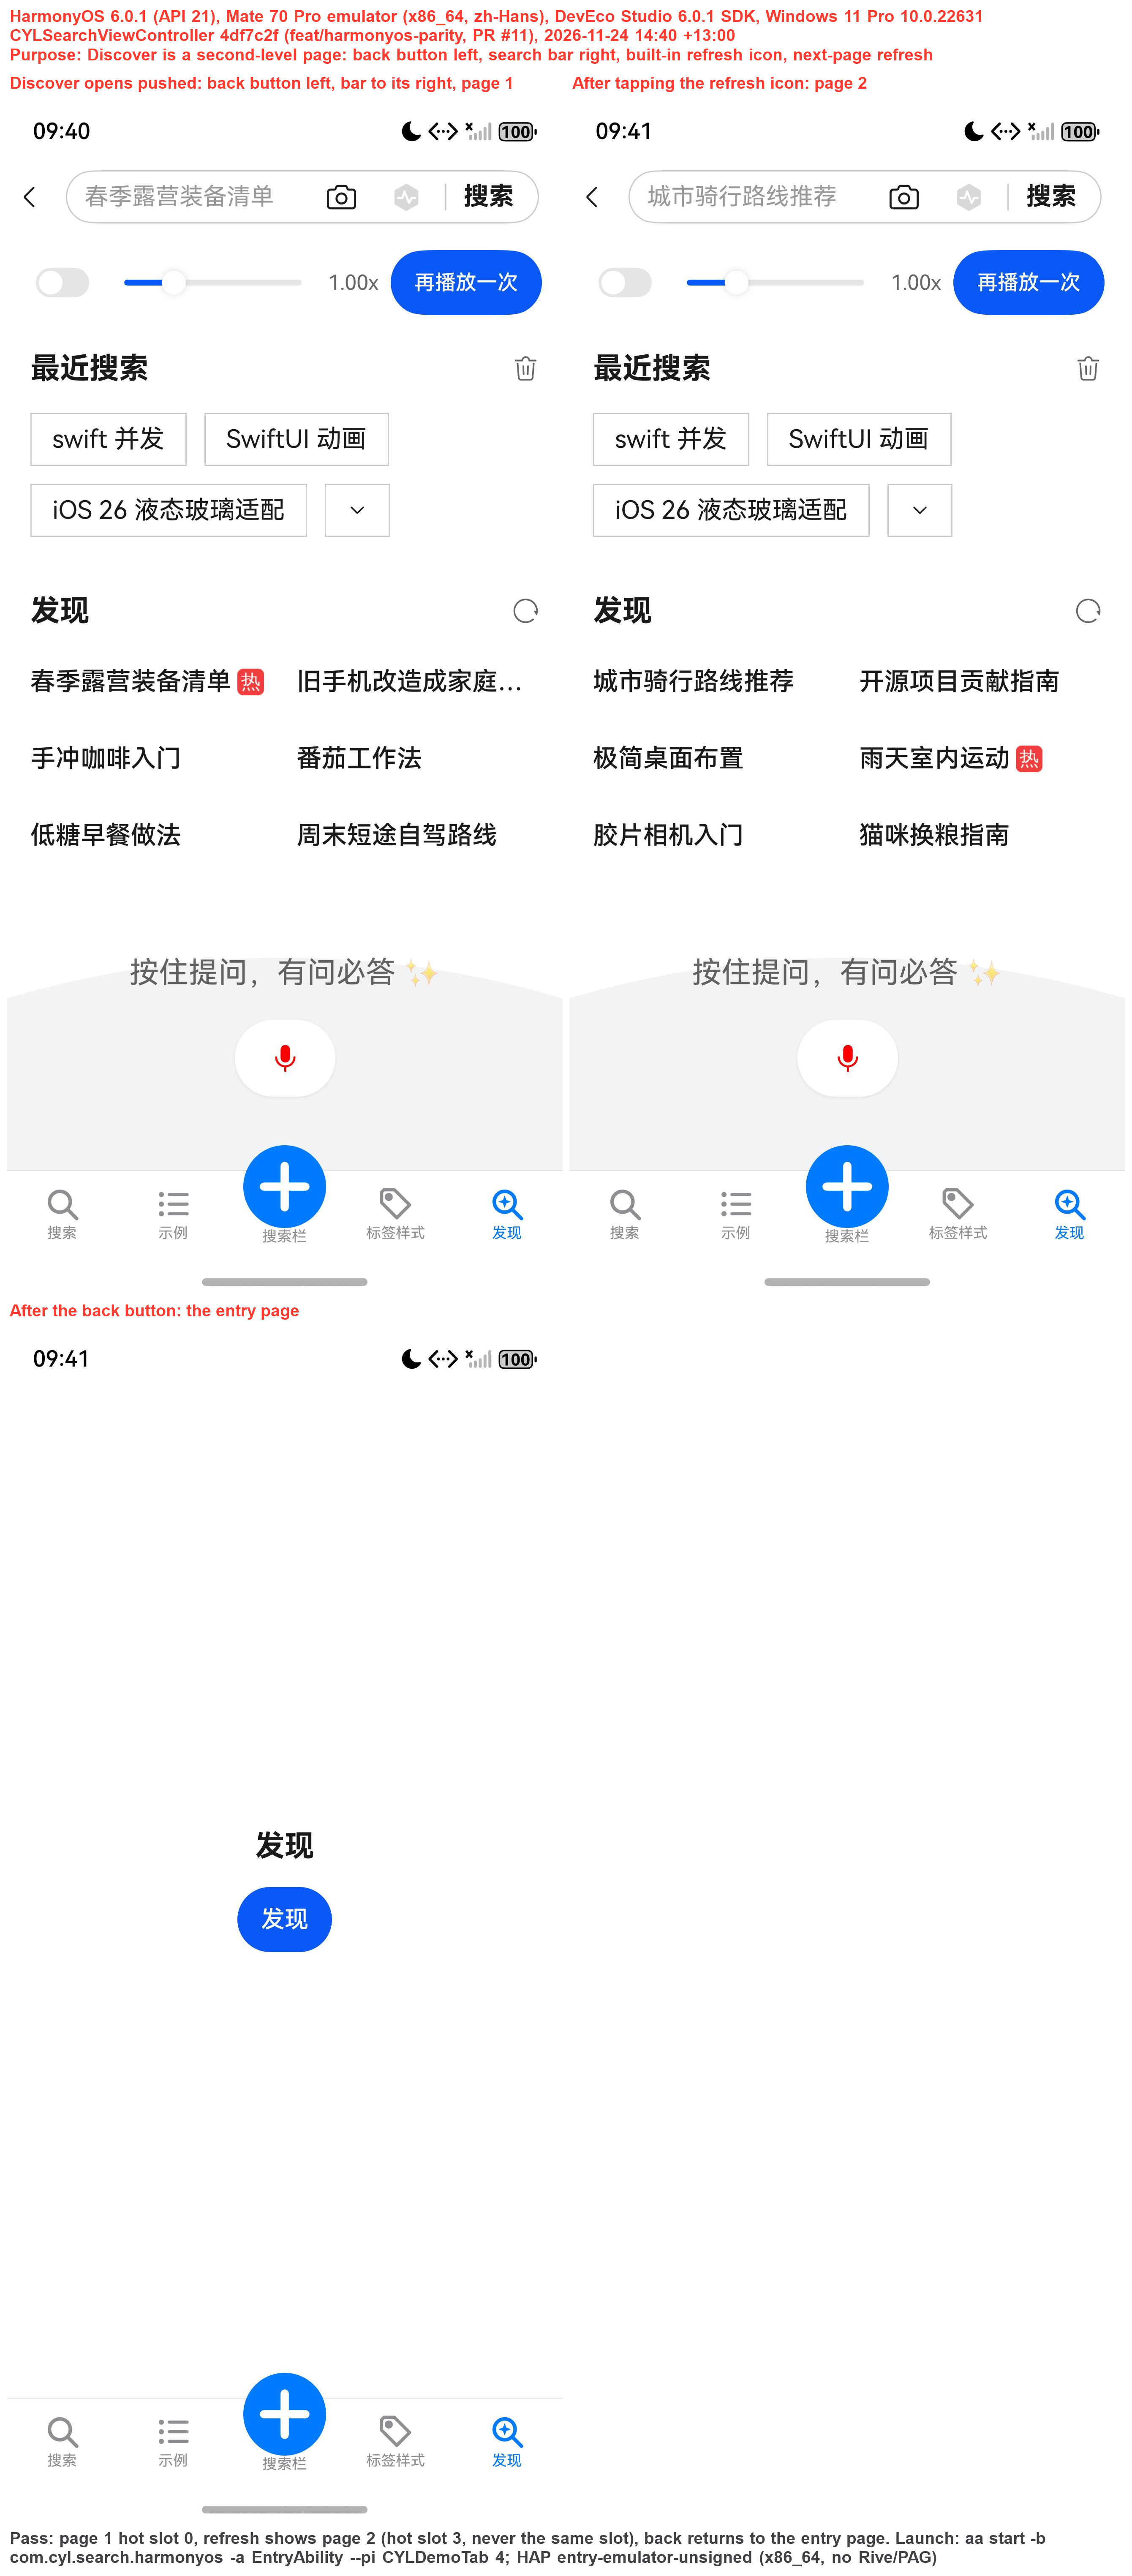 HarmonyOS 6.0.1 (API 21), Mate 70 Pro emulator (x86_64, zh-Hans), DevEco Studio 6.0.1 SDK, Windows 11 Pro 10.0.22631
CYLSearchViewController 4df7c2f (feat/harmonyos-parity, PR #11), 2026-11-24 14:40 +13:00
Purpose: Discover is a second-level page: back button left, search bar right, built-in refresh icon, next-page refresh
Discover opens pushed: back button left, bar to its right, page 1
09:40
100
春季露营装备清单
搜索
1.00x
再播放一次
最近搜索
swift 并发
SwiftUI 动画
iOS 26 液态玻璃适配
发现
春季露营装备清单 热
旧手机改造成家庭...
手冲咖啡入门
番茄工作法
低糖早餐做法
周末短途自驾路线
按住提问，有问必答 ✨
搜索
示例
搜索栏
标签样式
发现
After tapping the refresh icon: page 2
09:41
100
城市骑行路线推荐
搜索
1.00x
再播放一次
最近搜索
swift 并发
SwiftUI 动画
iOS 26 液态玻璃适配
发现
城市骑行路线推荐
开源项目贡献指南
极简桌面布置
雨天室内运动 热
胶片相机入门
猫咪换粮指南
按住提问，有问必答 ✨
搜索
示例
搜索栏
标签样式
发现
After the back button: the entry page
09:41
100
发现
发现
搜索
示例
搜索栏
标签样式
发现
Pass: page 1 hot slot 0, refresh shows page 2 (hot slot 3, never the same slot), back returns to the entry page. Launch: aa start -b
com.cyl.search.harmonyos -a EntryAbility --pi CYLDemoTab 4; HAP entry-emulator-unsigned (x86_64, no Rive/PAG)